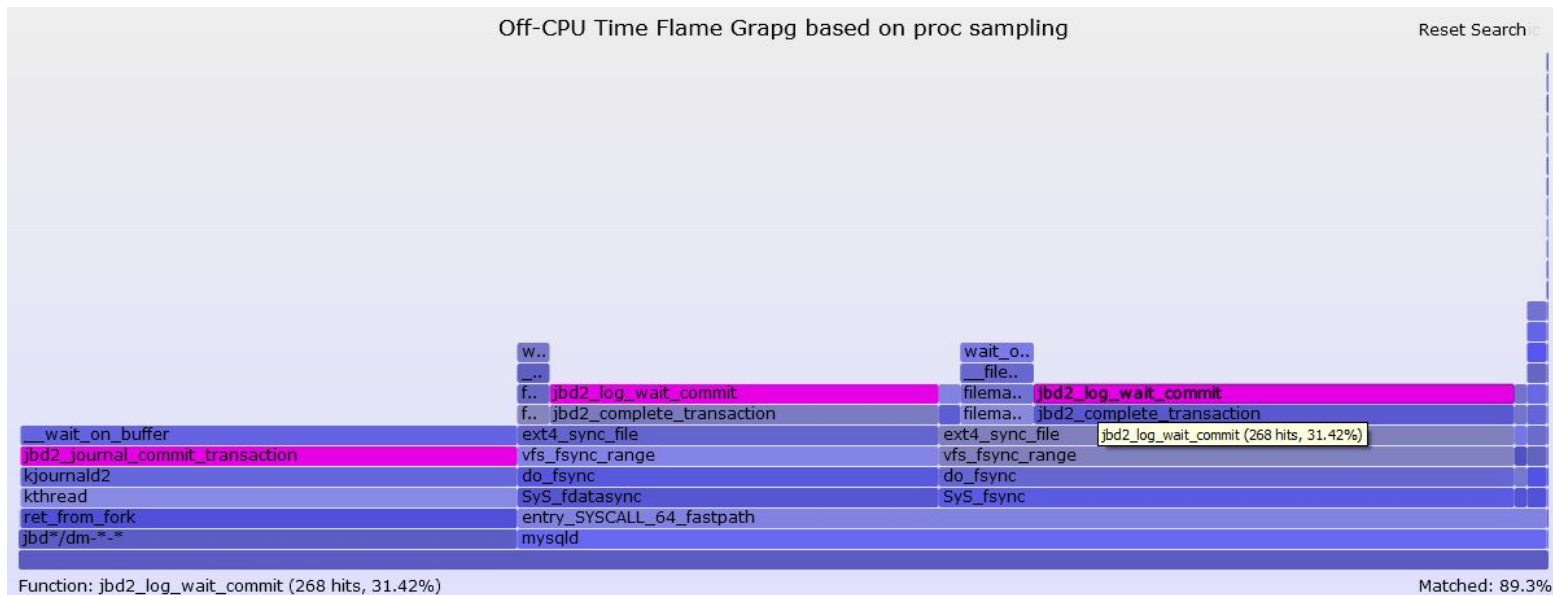 Off-CPU Time Flame Grapg based on proc sampling
Reset Search
w.. wait_o..
_.. __file..
f.. jbd2_log_wait_commit filema.. jbd2_log_wait_commit
f.. jbd2_complete_transaction filema.. jbd2_complete_transaction
__wait_on_buffer ext4_sync_file ext4_sync_file jbd2_log_wait_commit (268 hits, 31.42%)
jbd2_journal_commit_transaction vfs_fsync_range vfs_fsync_range
kjournald2 do_fsync do_fsync
kthread SyS_fdatasync SyS_fsync
ret_from_fork entry_SYSCALL_64_fastpath
jbd*/dm-*-* mysqld
Function: jbd2_log_wait_commit (268 hits, 31.42%) Matched: 89.3%